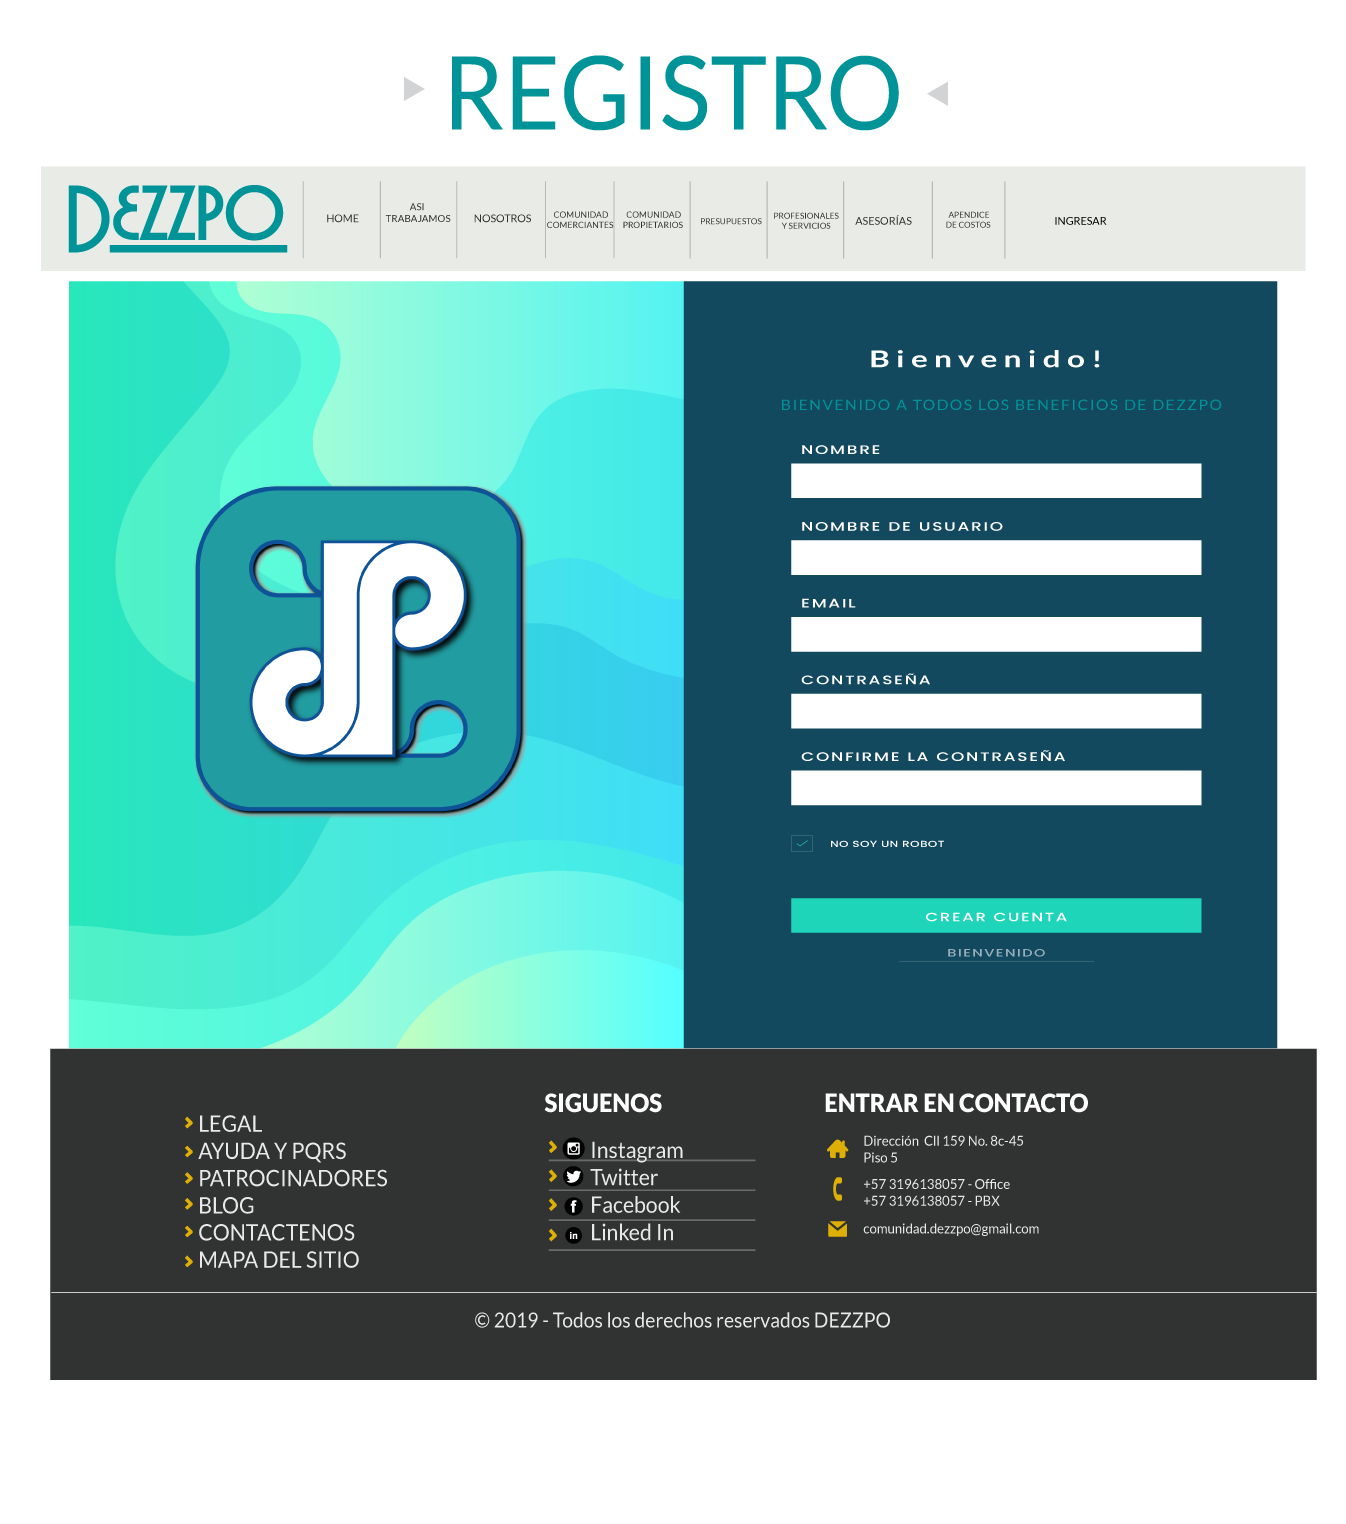 REGISTRO
DEZZPO
HOME
ASI
TRABAJAMOS
NOSOTROS
COMUNIDAD
COMERCIANTES
COMUNIDAD
PROPIETARIOS
PRESUPUESTOS
PROFESIONALES
Y SERVICIOS
ASESORÍAS
APENDICE
DE COSTOS
INGRESAR
Bienvenido!
BIENVENIDO A TODOS LOS BENEFICIOS DE DEZZPO
NOMBRE
NOMBRE DE USUARIO
EMAIL
CONTRASEÑA
CONFIRME LA CONTRASEÑA
NO SOY UN ROBOT
CREAR CUENTA
BIENVENIDO
LEGAL
AYUDA Y PQRS
PATROCINADORES
BLOG
CONTACTENOS
MAPA DEL SITIO
SIGUENOS
Instagram
Twitter
Facebook
Linked In
ENTRAR EN CONTACTO
Dirección Cll 159 No. 8c-45
Piso 5
+57 3196138057 - Office
+57 3196138057 - PBX
comunidad.dezzpo@gmail.com
© 2019 - Todos los derechos reservados DEZZPO